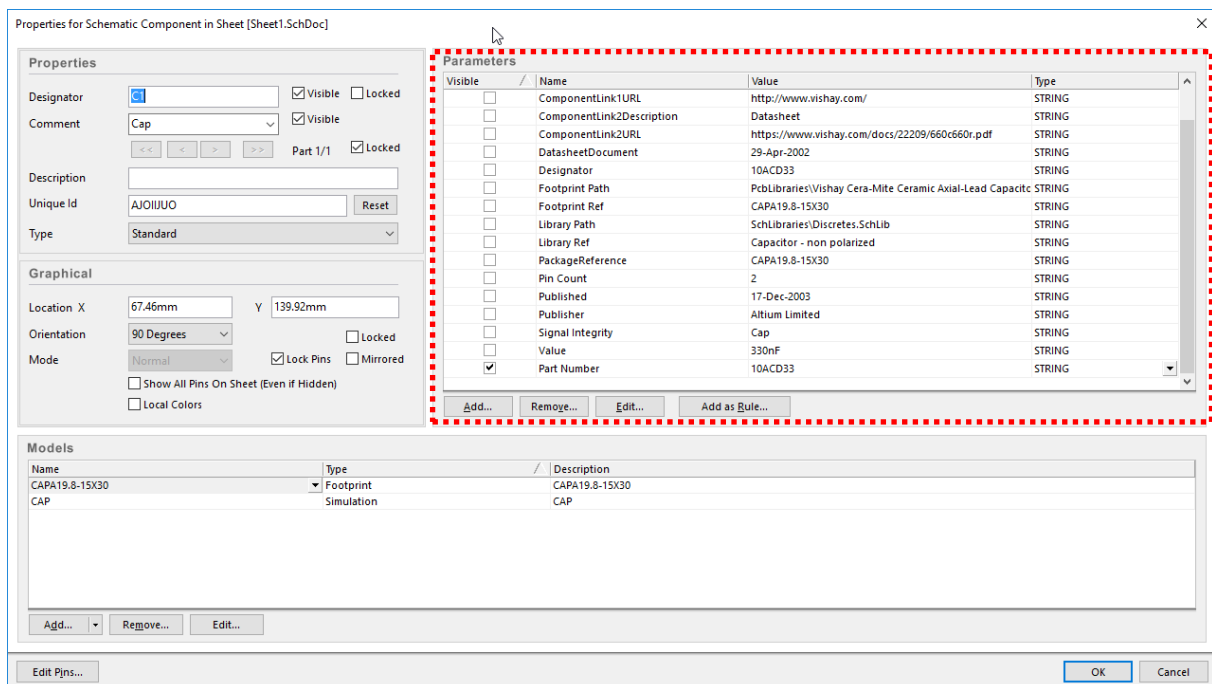 Properties for Schematic Component in Sheet [Sheet1.SchDoc]
Properties
Designator C1 Visible Locked
Comment Cap Visible
<< < > >> Part 1/1 Locked
Description
Unique Id AJOIIJUO Reset
Type Standard
Graphical
Location X 67.46mm Y 139.92mm
Orientation 90 Degrees Locked
Mode Normal Lock Pins Mirrored
Show All Pins On Sheet (Even if Hidden)
Local Colors
Parameters
Visible Name Value Type
ComponentLink1URL http://www.vishay.com/ STRING
ComponentLink2Description Datasheet STRING
ComponentLink2URL https://www.vishay.com/docs/22209/660c660r.pdf STRING
DatasheetDocument 29-Apr-2002 STRING
Designator 10ACD33 STRING
Footprint Path PcbLibraries\Vishay Cera-Mite Ceramic Axial-Lead Capacitc STRING
Footprint Ref CAPA19.8-15X30 STRING
Library Path SchLibraries\Discretes.SchLib STRING
Library Ref Capacitor - non polarized STRING
PackageReference CAPA19.8-15X30 STRING
Pin Count 2 STRING
Published 17-Dec-2003 STRING
Publisher Altium Limited STRING
Signal Integrity Cap STRING
Value 330nF STRING
Part Number 10ACD33 STRING
Add... Remove... Edit... Add as Rule...
Models
Name Type Description
CAPA19.8-15X30 Footprint CAPA19.8-15X30
CAP Simulation CAP
Add... Remove... Edit...
Edit Pins... OK Cancel